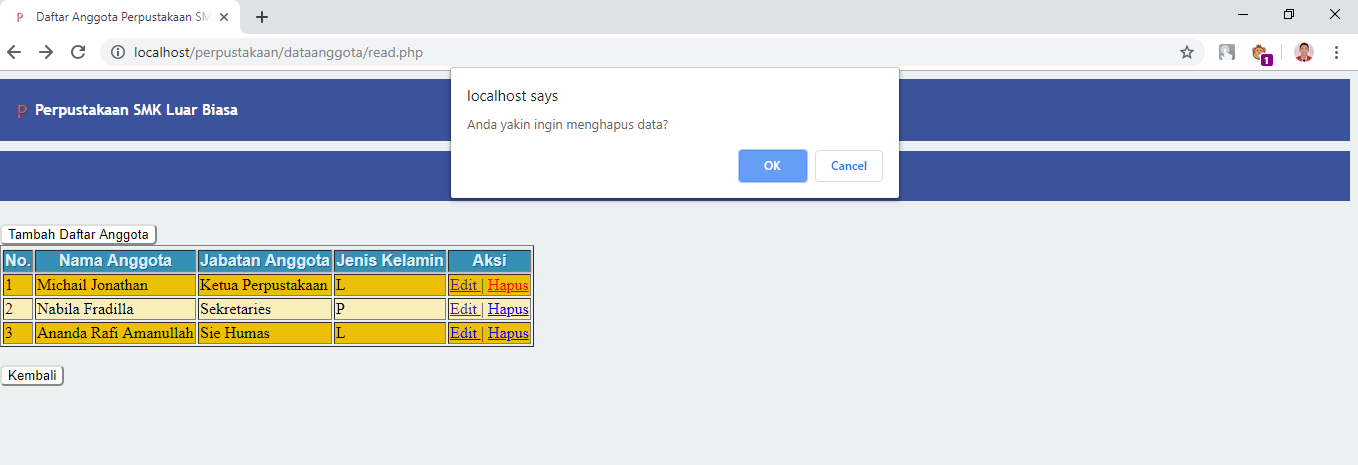 P Daftar Anggota Perpustakaan SM
localhost/perpustakaan/dataanggota/read.php
1
localhost says
Anda yakin ingin menghapus data?
OK Cancel
P Perpustakaan SMK Luar Biasa
Tambah Daftar Anggota
No. Nama Anggota Jabatan Anggota Jenis Kelamin Aksi
1 Michail Jonathan Ketua Perpustakaan L Edit | Hapus
2 Nabila Fradilla Sekretaries P Edit | Hapus
3 Ananda Rafi Amanullah Sie Humas L Edit | Hapus
Kembali